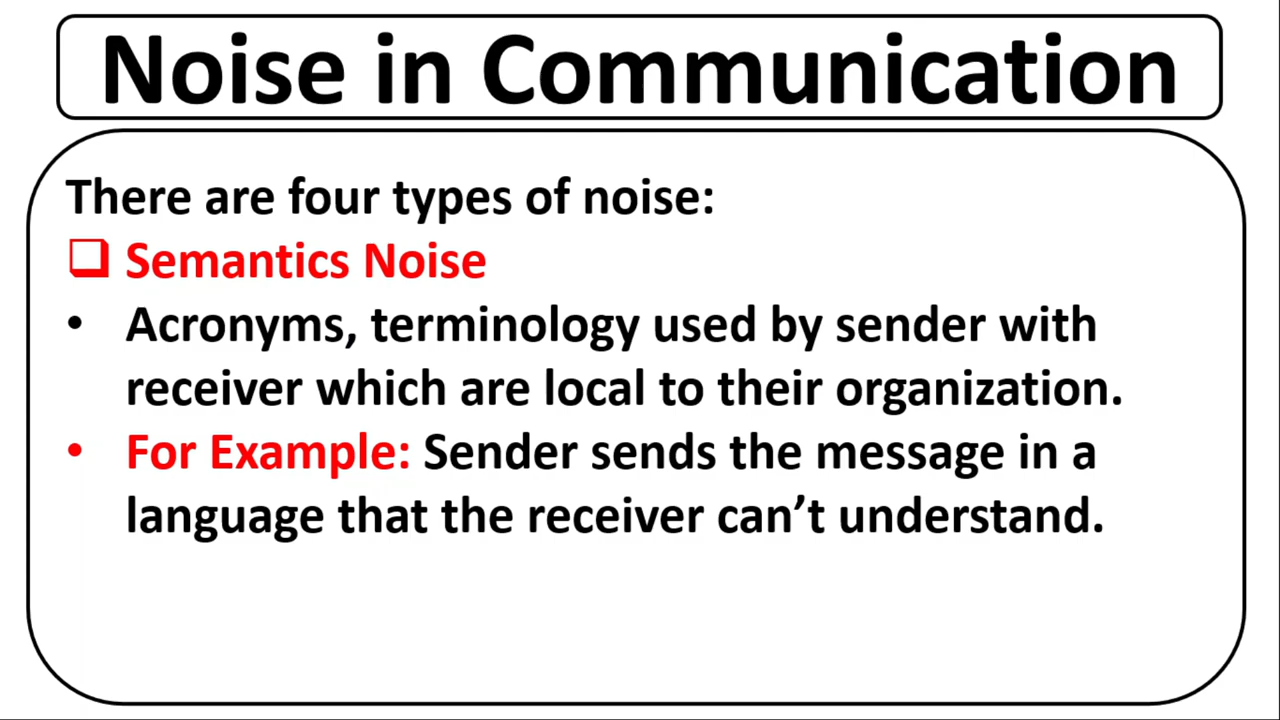 Noise in Communication
There are four types of noise:
❑ Semantics Noise
• Acronyms, terminology used by sender with
receiver which are local to their organization.
• For Example: Sender sends the message in a
language that the receiver can’t understand.